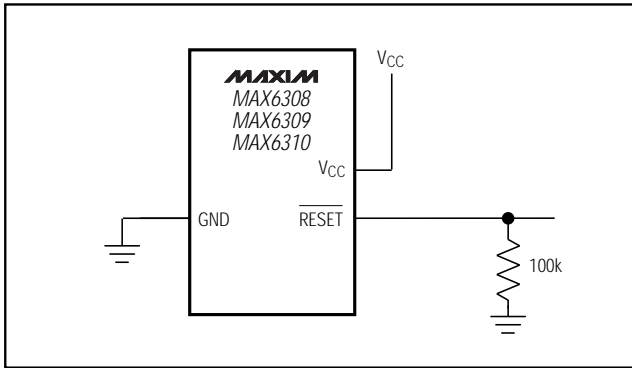 VCC
MAXIM
MAX6308
MAX6309
MAX6310
VCC
GND
RESET
100k